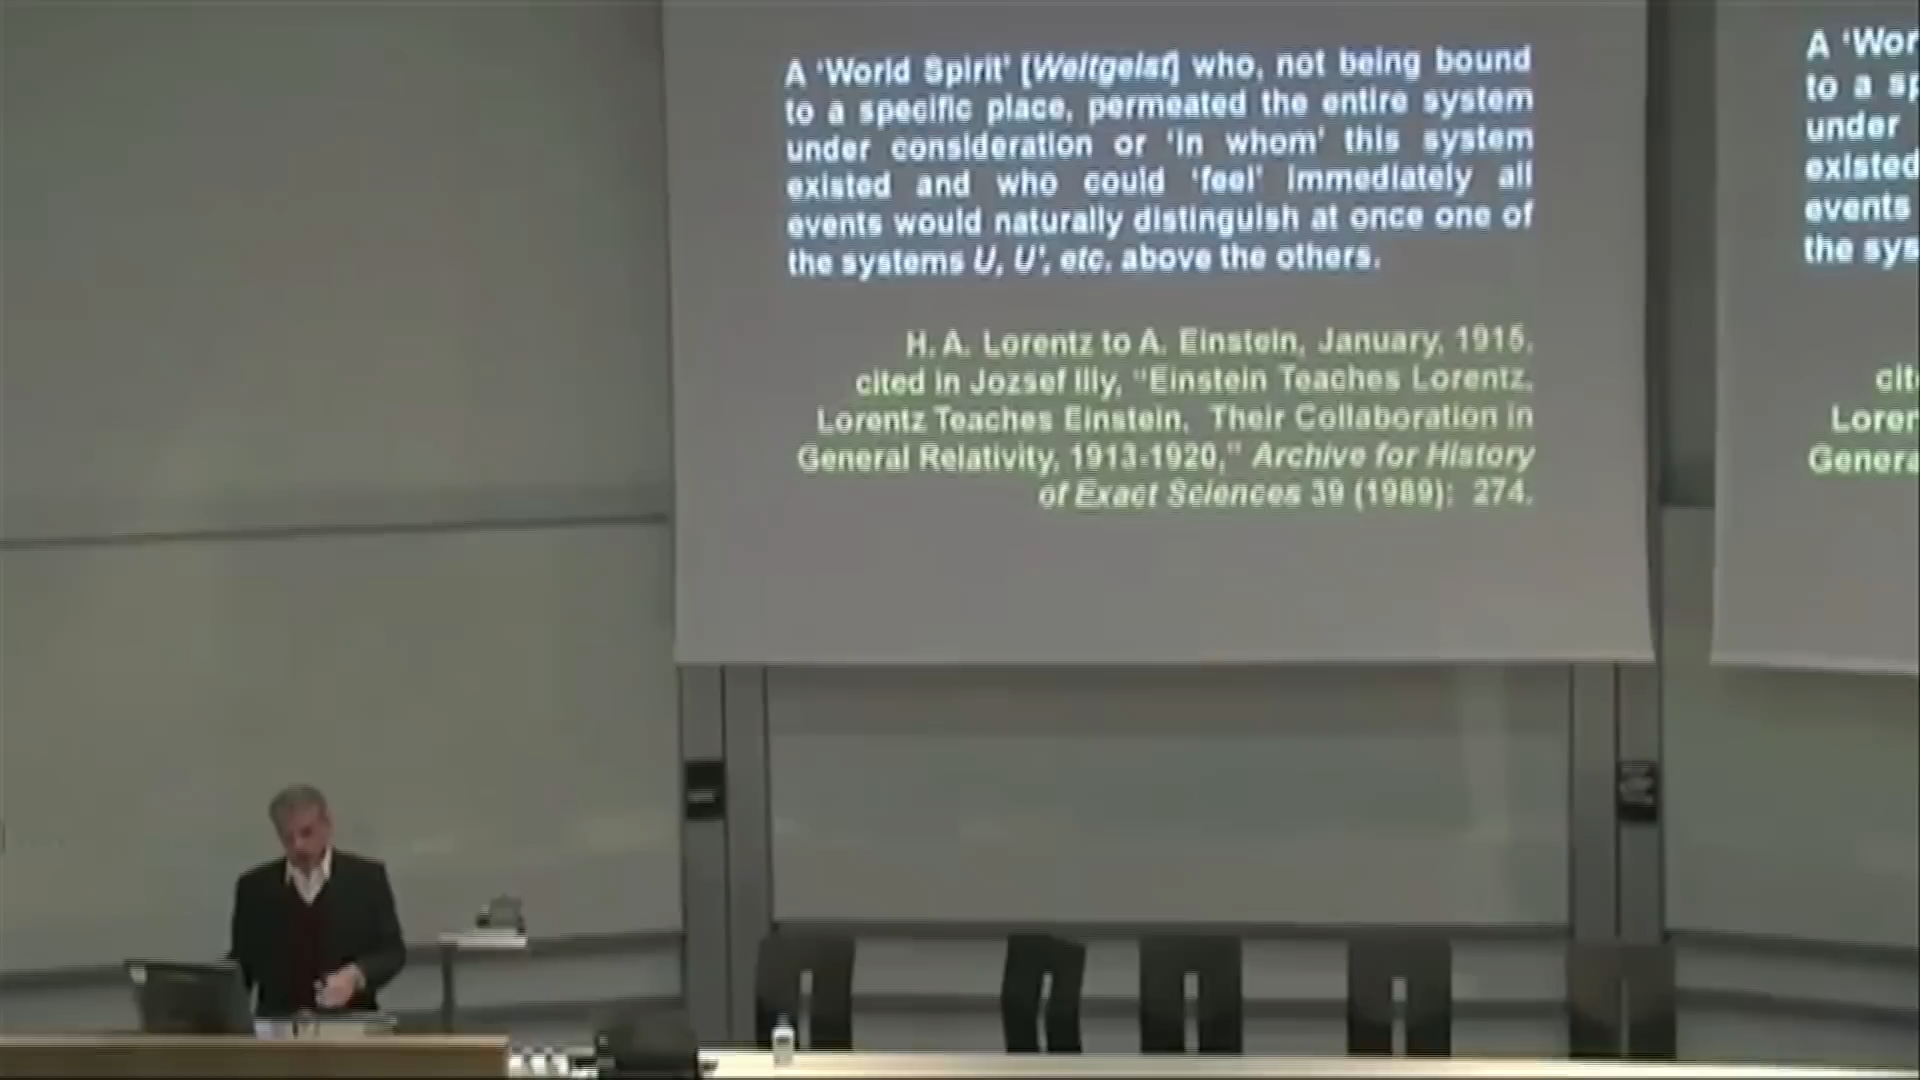 A 'World Spirit' [Weltgeist] who, not being bound
to a specific place, permeated the entire system
under consideration or 'in whom' this system
existed and who could 'feel' immediately all
events would naturally distinguish at once one of
the systems U, U', etc. above the others.
H. A. Lorentz to A. Einstein, January, 1915,
cited in Jozsef Illy, "Einstein Teaches Lorentz,
Lorentz Teaches Einstein, Their Collaboration in
General Relativity, 1913-1920," Archive for History
of Exact Sciences 39 (1989): 274.
A 'Wor
to a sp
under
existed
events
the sys
cit
Loren
Genera